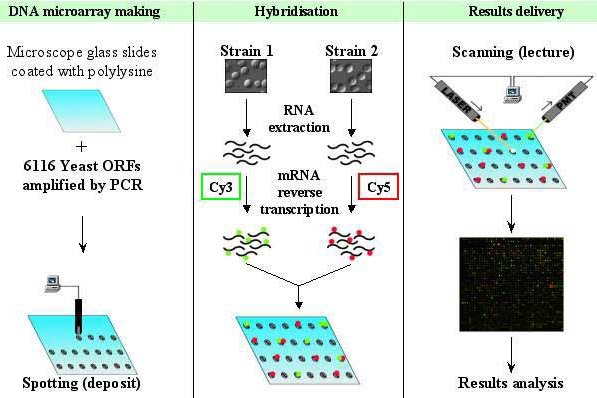 DNA microarray making
Microscope glass slides
coated with polylysine
+
6116 Yeast ORFs
amplified by PCR
Spotting (deposit)
Hybridisation
Strain 1
Strain 2
RNA
extraction
Cy3
mRNA
reverse
transcription
Cy5
Results delivery
Scanning (lecture)
LASER
PMT
Results analysis